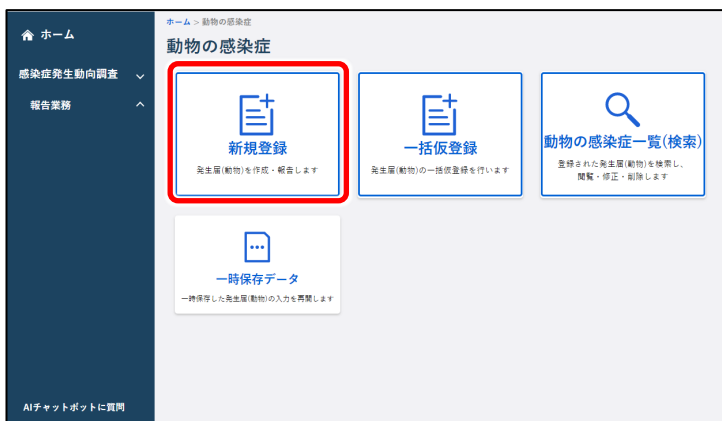 ホーム
感染症発生動向調査
報告業務
AIチャットボットに質問
ホーム > 動物の感染症
動物の感染症
新規登録
発生届(動物)を作成・報告します
一括仮登録
発生届(動物)の一括仮登録を行います
動物の感染症一覧(検索)
登録された発生届(動物)を検索し、
閲覧・修正・削除します
一時保存データ
一時保存した発生届(動物)の入力を再開します